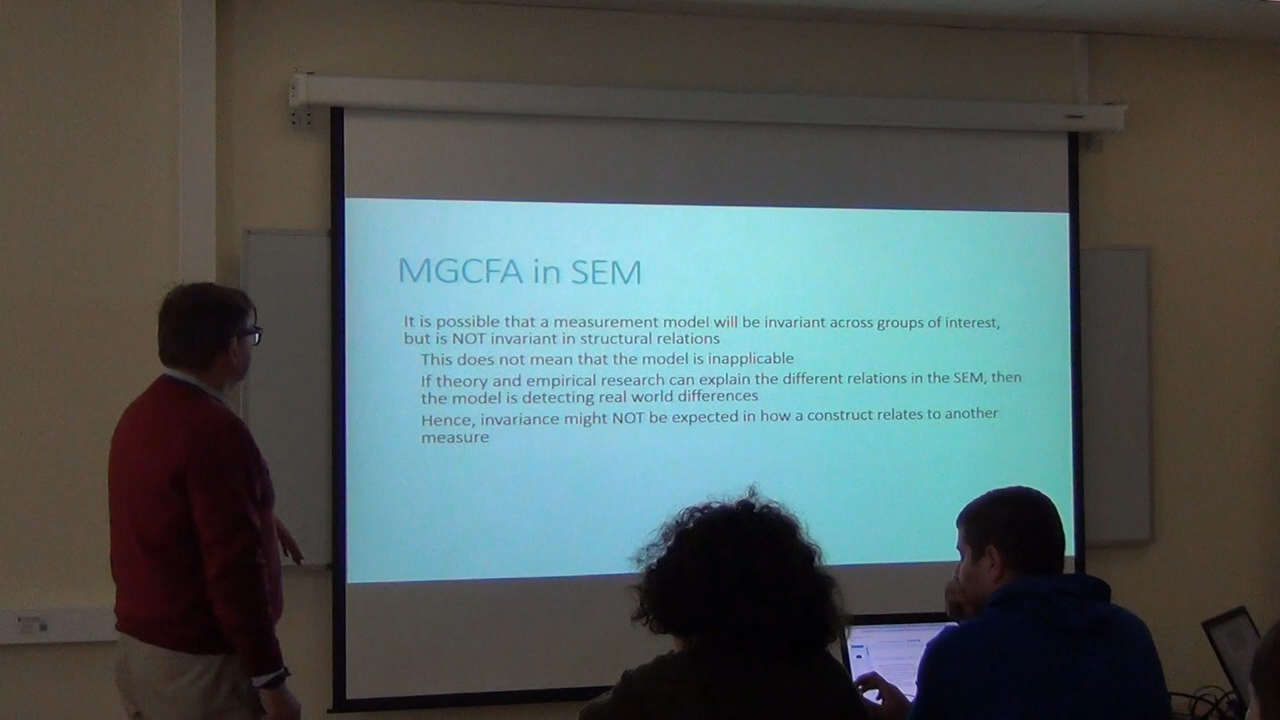 MGCFA in SEM
It is possible that a measurement model will be invariant across groups of interest,
but is NOT invariant in structural relations
This does not mean that the model is inapplicable
If theory and empirical research can explain the different relations in the SEM, then
the model is detecting real world differences
Hence, invariance might NOT be expected in how a construct relates to another
measure